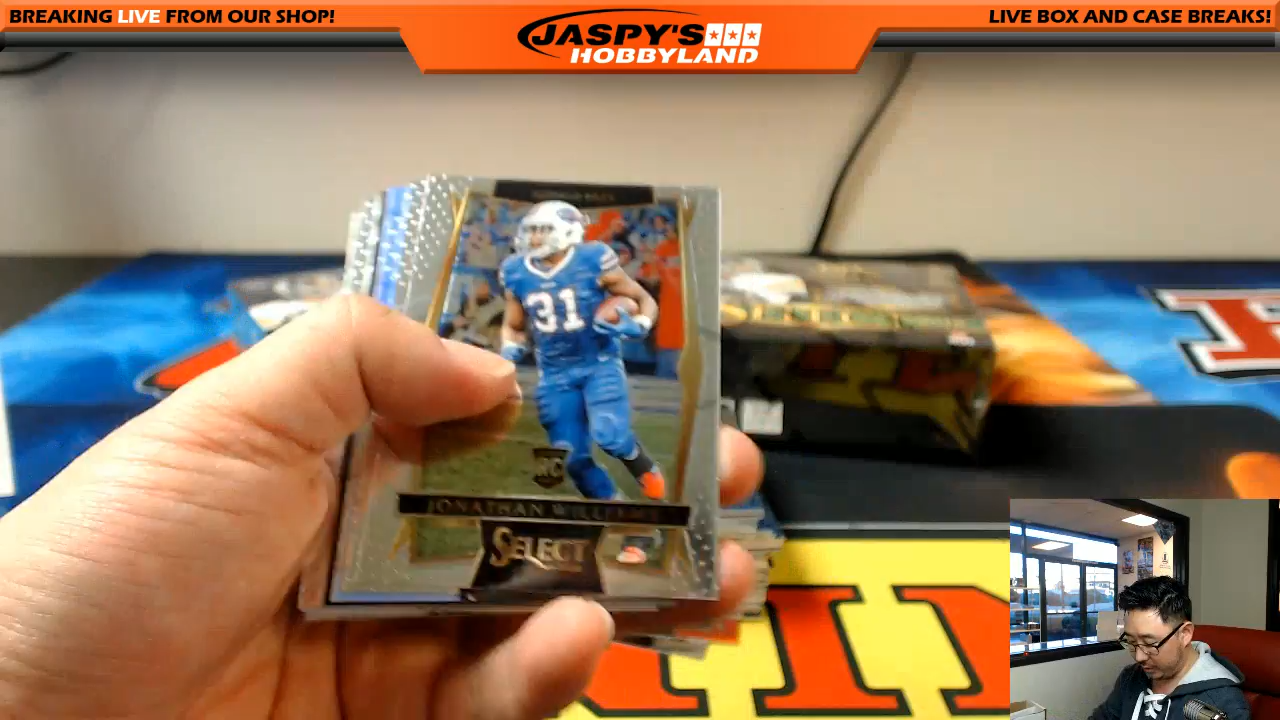 BREAKING LIVE FROM OUR SHOP!
JASPY'S
HOBBYLAND
LIVE BOX AND CASE BREAKS!
31
RC
JONATHAN WILLIAMS
SELECT